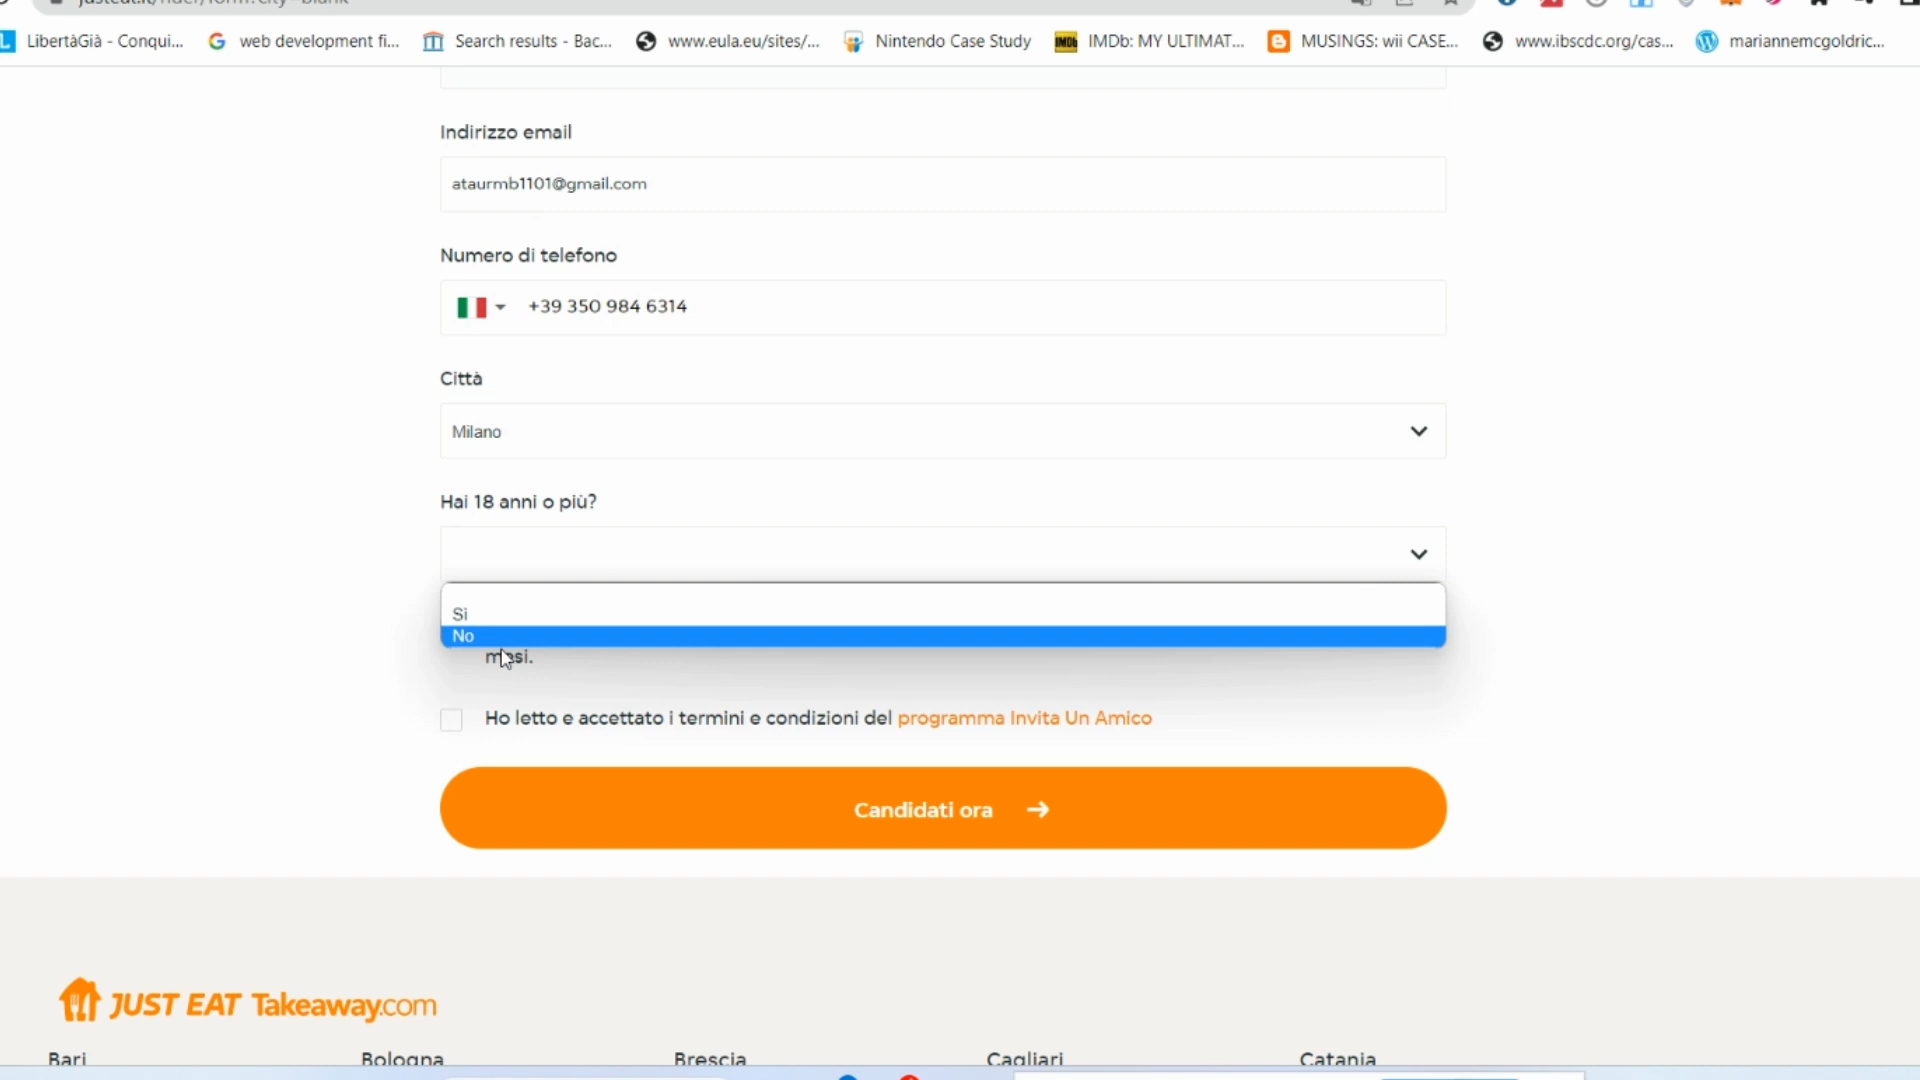 LibertàGià - Conqui...
web development fi...
Search results - Bac...
www.eula.eu/sites/...
Nintendo Case Study
IMDb: MY ULTIMAT...
MUSINGS: wii CASE...
www.ibscdc.org/cas...
mariannemcgoldric...
Indirizzo email
ataurmb1101@gmail.com
Numero di telefono
+39 350 984 6314
Città
Milano
Hai 18 anni o più?
Sì
No
mesi.
Ho letto e accettato i termini e condizioni del programma Invita Un Amico
Candidati ora →
JUST EAT Takeaway.com
Bari
Bologna
Brescia
Cagliari
Catania